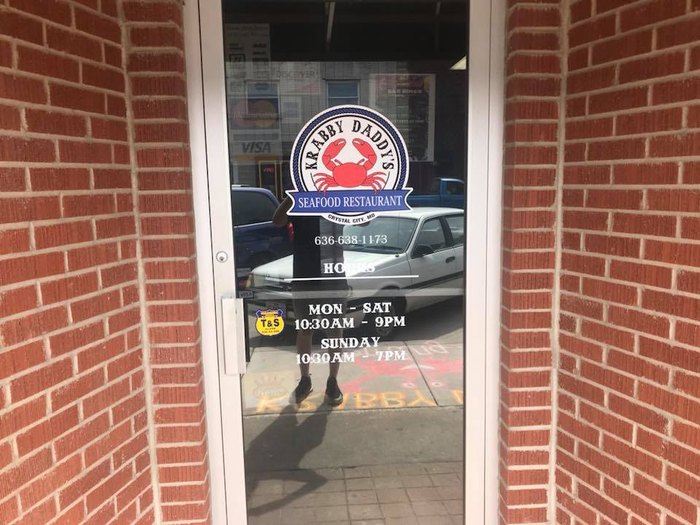 DISCOVER
VISA
KRABBY DADDY'S
SEAFOOD RESTAURANT
CRYSTAL CITY, MO
636-638-1173
HOURS
MON - SAT
10:30AM - 9PM
SUNDAY
10:30AM - 7PM
T&S
KRABBY D